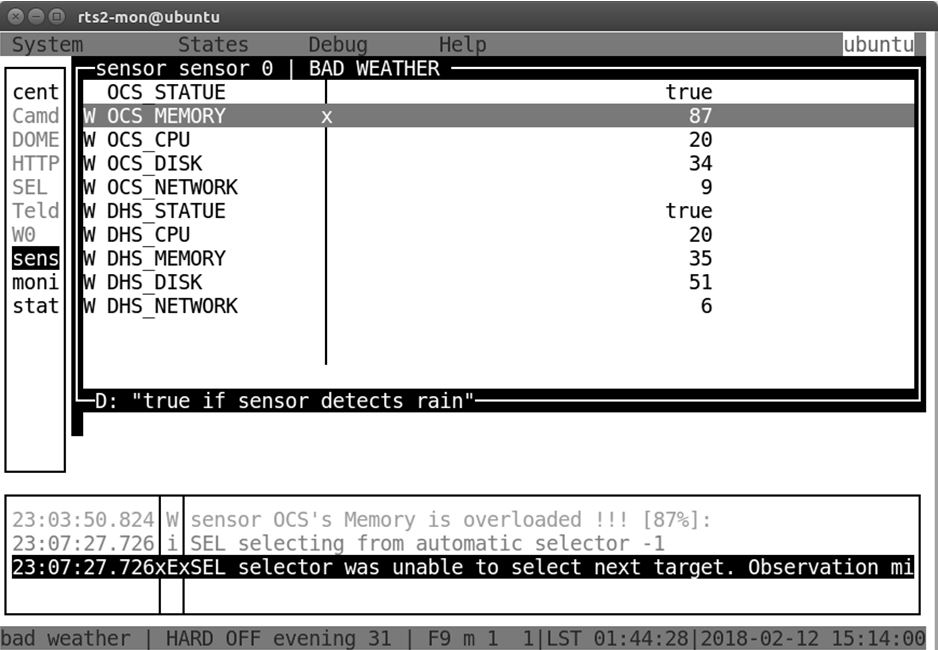 rts2-mon@ubuntu
System States Debug Help ubuntu
sensor sensor 0 | BAD WEATHER
cent OCS_STATUE true
Camd W OCS_MEMORY x 87
DOME W OCS_CPU 20
HTTP W OCS_DISK 34
SEL W OCS_NETWORK 9
Teld W DHS_STATUE true
W0 W DHS_CPU 20
sens W DHS_MEMORY 35
moni W DHS_DISK 51
stat W DHS_NETWORK 6
D: "true if sensor detects rain"
23:03:50.824 W sensor OCS's Memory is overloaded !!! [87%]:
23:07:27.726 i SEL selecting from automatic selector -1
23:07:27.726xExSEL selector was unable to select next target. Observation mi
bad weather | HARD OFF evening 31 | F9 m 1 1|LST 01:44:28|2018-02-12 15:14:00